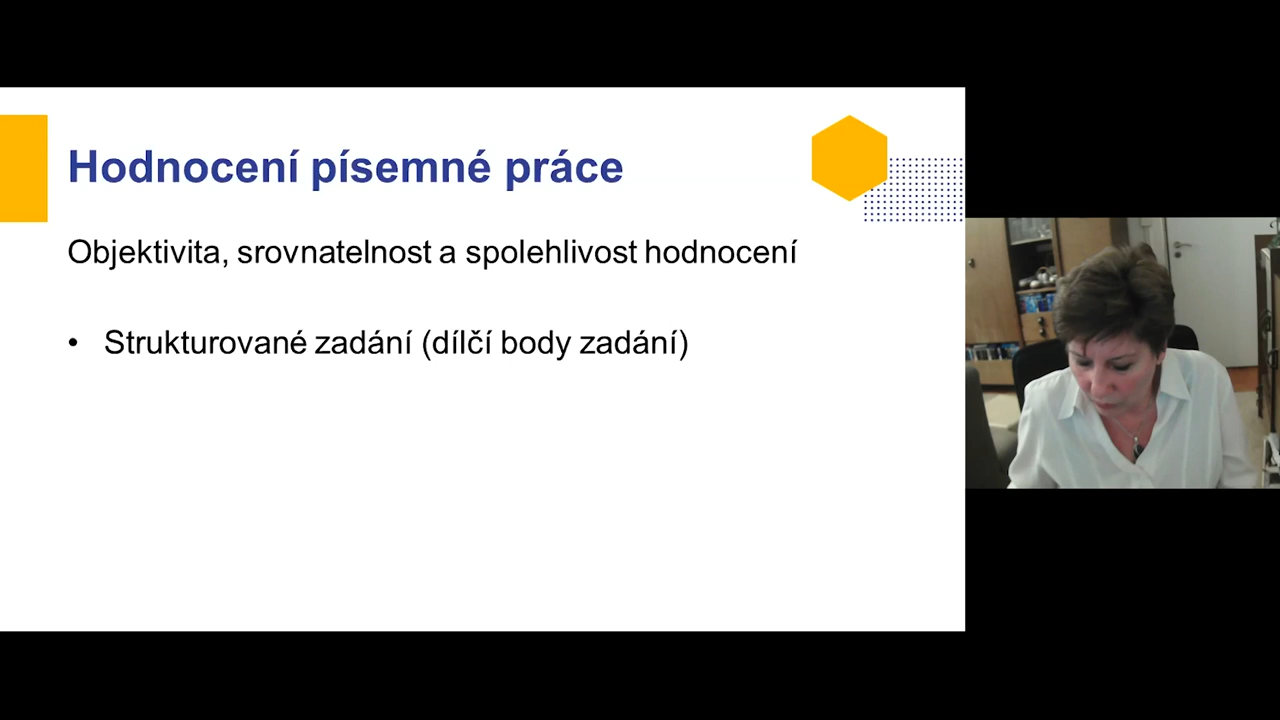 Hodnocení písemné práce
Objektivita, srovnatelnost a spolehlivost hodnocení
• Strukturované zadání (dílčí body zadání)